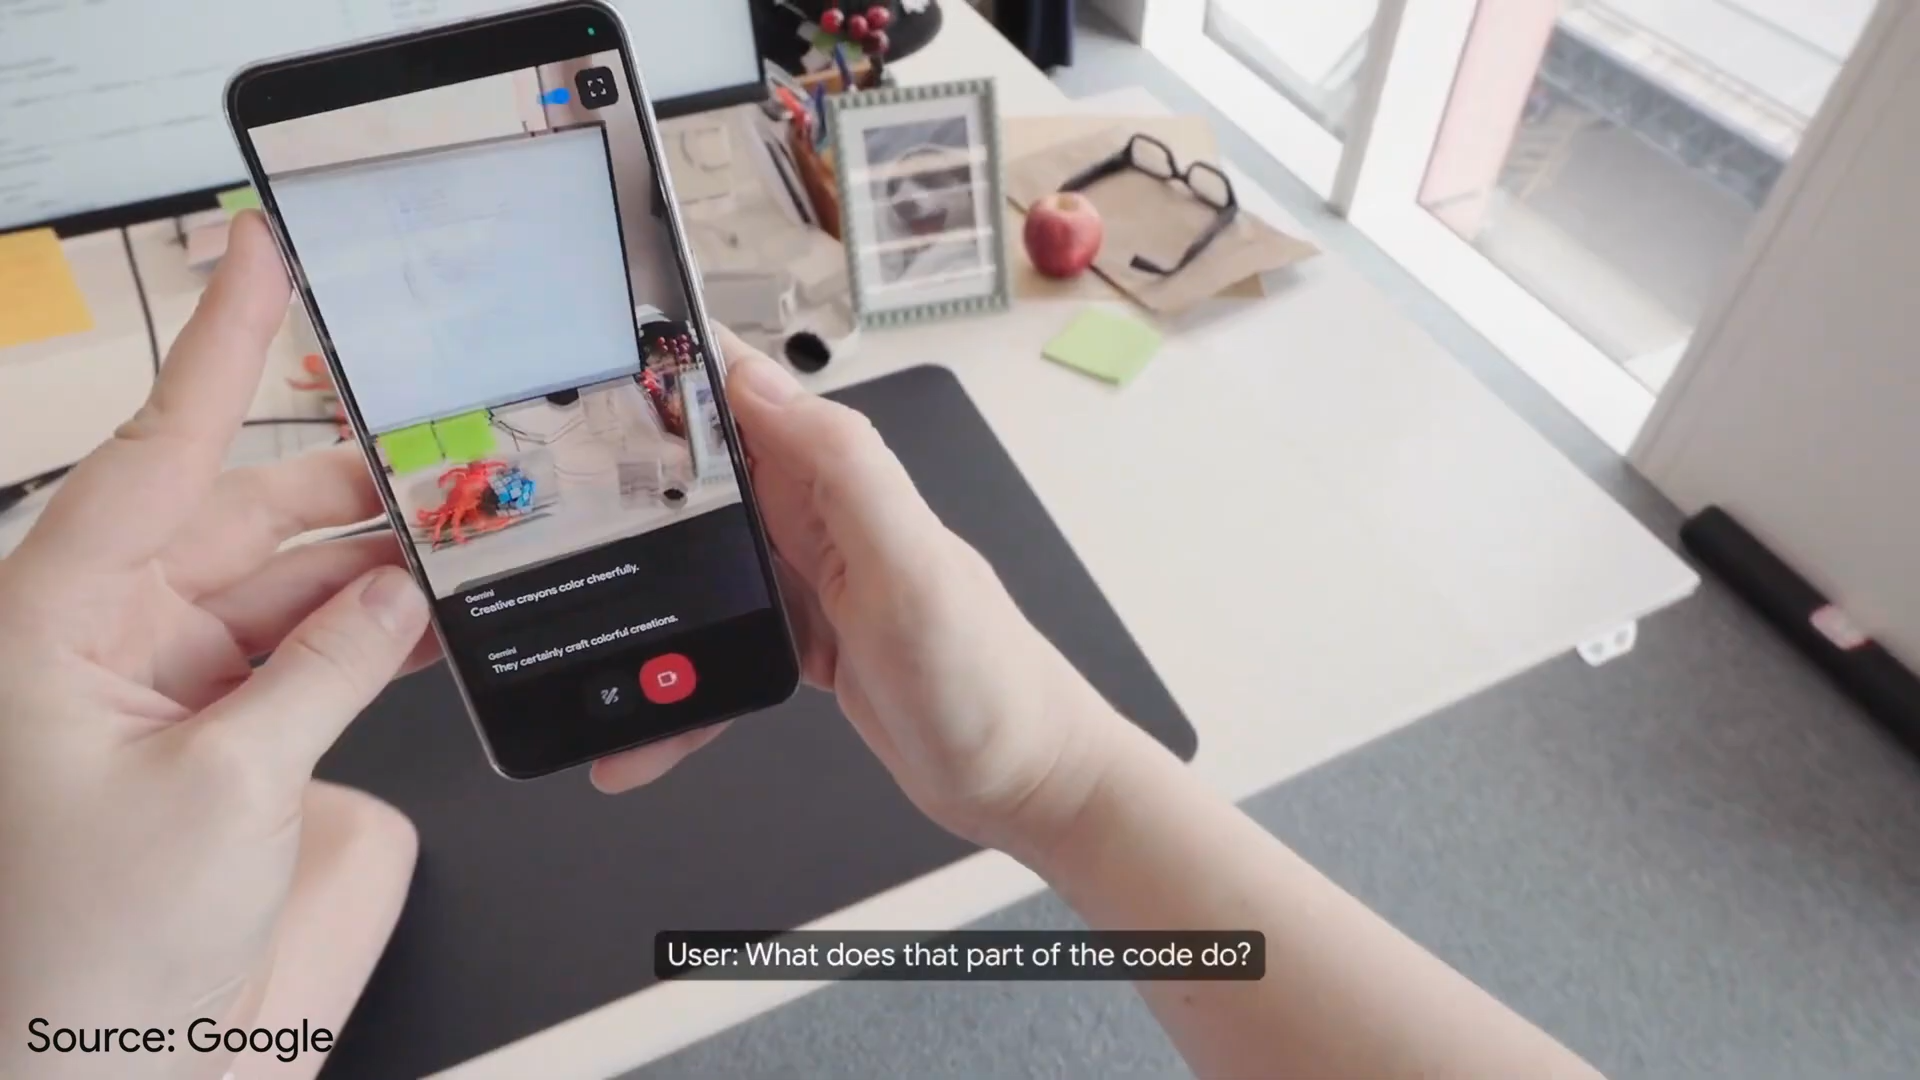 Gemini
Creative crayons color cheerfully.
Gemini
They certainly craft colorful creations.
User: What does that part of the code do?
Source: Google